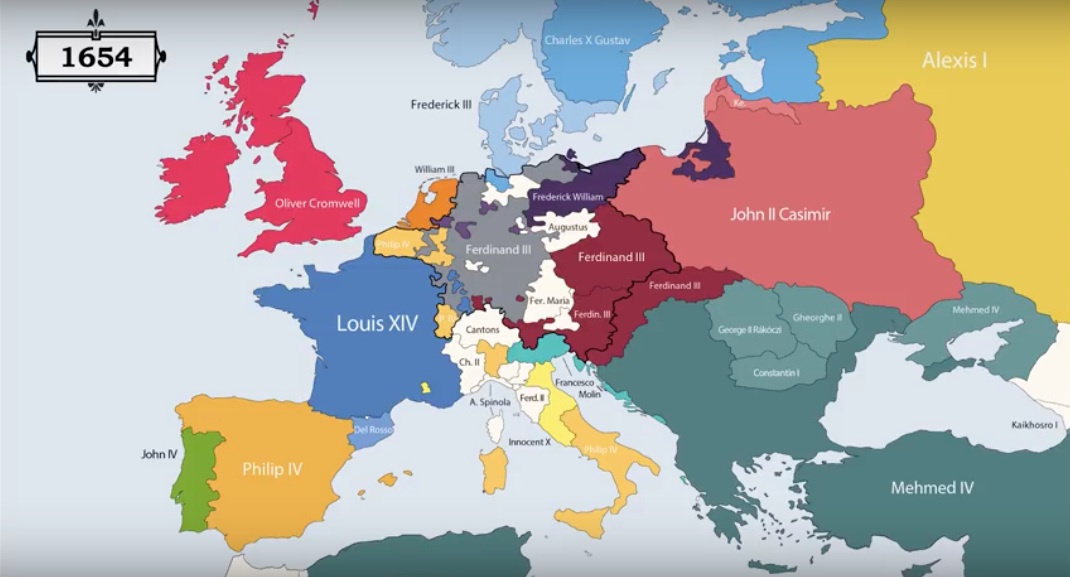 1654
Charles X Gustav
Alexis I
Frederick III
Ke.
William III
Oliver Cromwell
Frederick William
John II Casimir
Augustus
Philip IV
Ferdinand III
Ferdinand III
Ferdinand III
Fer. Maria
Ferdin. III
Mehmed IV
Louis XIV
Gheorghe II
Cantons
George II Rákóczi
Ch. II
Constantin I
Francesco
Molin
A. Spinola
Ferd. II
Kaikhosro I
Del Rosso
Innocent X
John IV
Philip IV
Philip IV
Mehmed IV